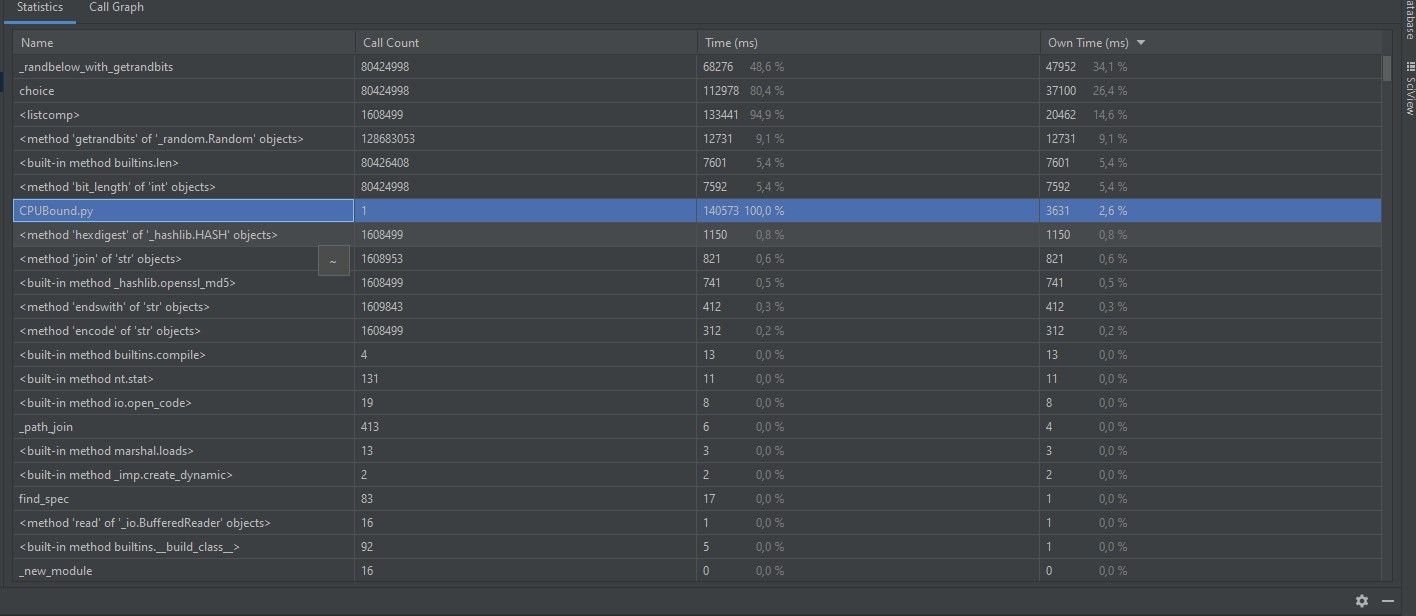 Statistics Call Graph
Name Call Count Time (ms) Own Time (ms)
_randbelow_with_getrandbits 80424998 68276 48,6 % 47952 34,1 %
choice 80424998 112978 80,4 % 37100 26,4 %
<listcomp> 1608499 133441 94,9 % 20462 14,6 %
<method 'getrandbits' of '_random.Random' objects> 128683053 12731 9,1 % 12731 9,1 %
<built-in method builtins.len> 80426408 7601 5,4 % 7601 5,4 %
<method 'bit_length' of 'int' objects> 80424998 7592 5,4 % 7592 5,4 %
CPUBound.py 1 140573 100,0 % 3631 2,6 %
<method 'hexdigest' of '_hashlib.HASH' objects> 1608499 1150 0,8 % 1150 0,8 %
<method 'join' of 'str' objects> 1608953 821 0,6 % 821 0,6 %
~
<built-in method _hashlib.openssl_md5> 1608499 741 0,5 % 741 0,5 %
<method 'endswith' of 'str' objects> 1609843 412 0,3 % 412 0,3 %
<method 'encode' of 'str' objects> 1608499 312 0,2 % 312 0,2 %
<built-in method builtins.compile> 4 13 0,0 % 13 0,0 %
<built-in method nt.stat> 131 11 0,0 % 11 0,0 %
<built-in method io.open_code> 19 8 0,0 % 8 0,0 %
_path_join 413 6 0,0 % 4 0,0 %
<built-in method marshal.loads> 13 3 0,0 % 3 0,0 %
<built-in method _imp.create_dynamic> 2 2 0,0 % 2 0,0 %
find_spec 83 17 0,0 % 1 0,0 %
<method 'read' of '_io.BufferedReader' objects> 16 1 0,0 % 1 0,0 %
<built-in method builtins.__build_class__> 92 5 0,0 % 1 0,0 %
_new_module 16 0 0,0 % 0 0,0 %
atabase
SciView